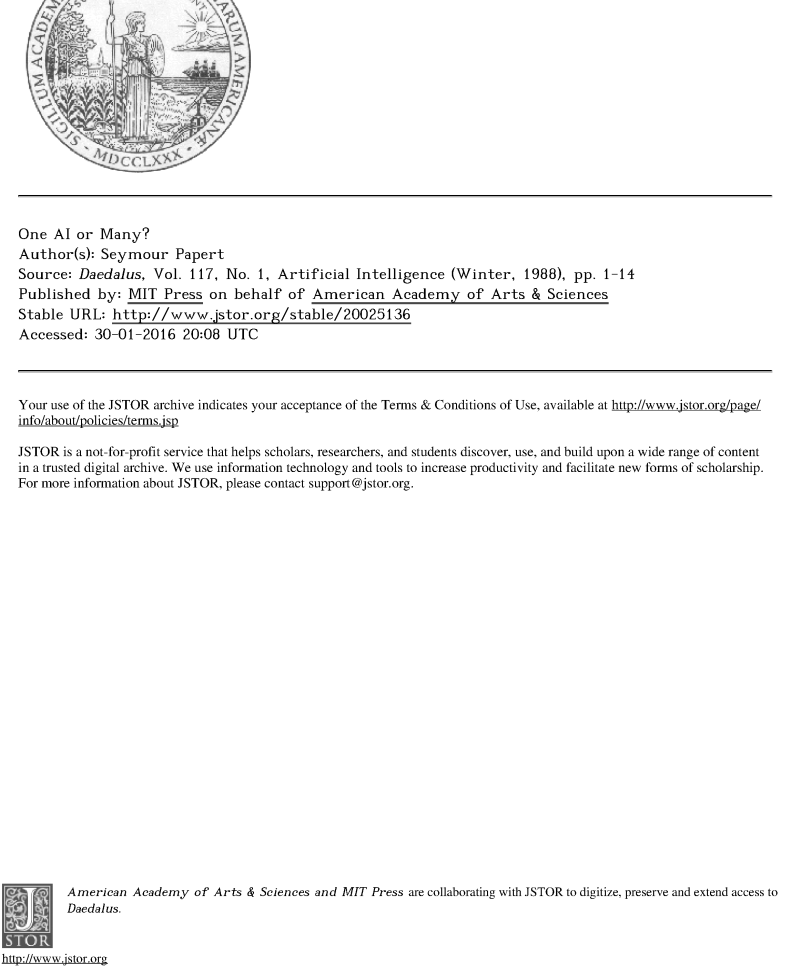 SIGILLUM ACADEM ARUM AMERICANÆ
MDCCLXXX
One AI or Many?
Author(s): Seymour Papert
Source: Daedalus, Vol. 117, No. 1, Artificial Intelligence (Winter, 1988), pp. 1-14
Published by: MIT Press on behalf of American Academy of Arts & Sciences
Stable URL: http://www.jstor.org/stable/20025136
Accessed: 30-01-2016 20:08 UTC
Your use of the JSTOR archive indicates your acceptance of the Terms & Conditions of Use, available at http://www.jstor.org/page/
info/about/policies/terms.jsp
JSTOR is a not-for-profit service that helps scholars, researchers, and students discover, use, and build upon a wide range of content
in a trusted digital archive. We use information technology and tools to increase productivity and facilitate new forms of scholarship.
For more information about JSTOR, please contact support@jstor.org.
American Academy of Arts & Sciences and MIT Press are collaborating with JSTOR to digitize, preserve and extend access to
Daedalus.
JSTOR
http://www.jstor.org